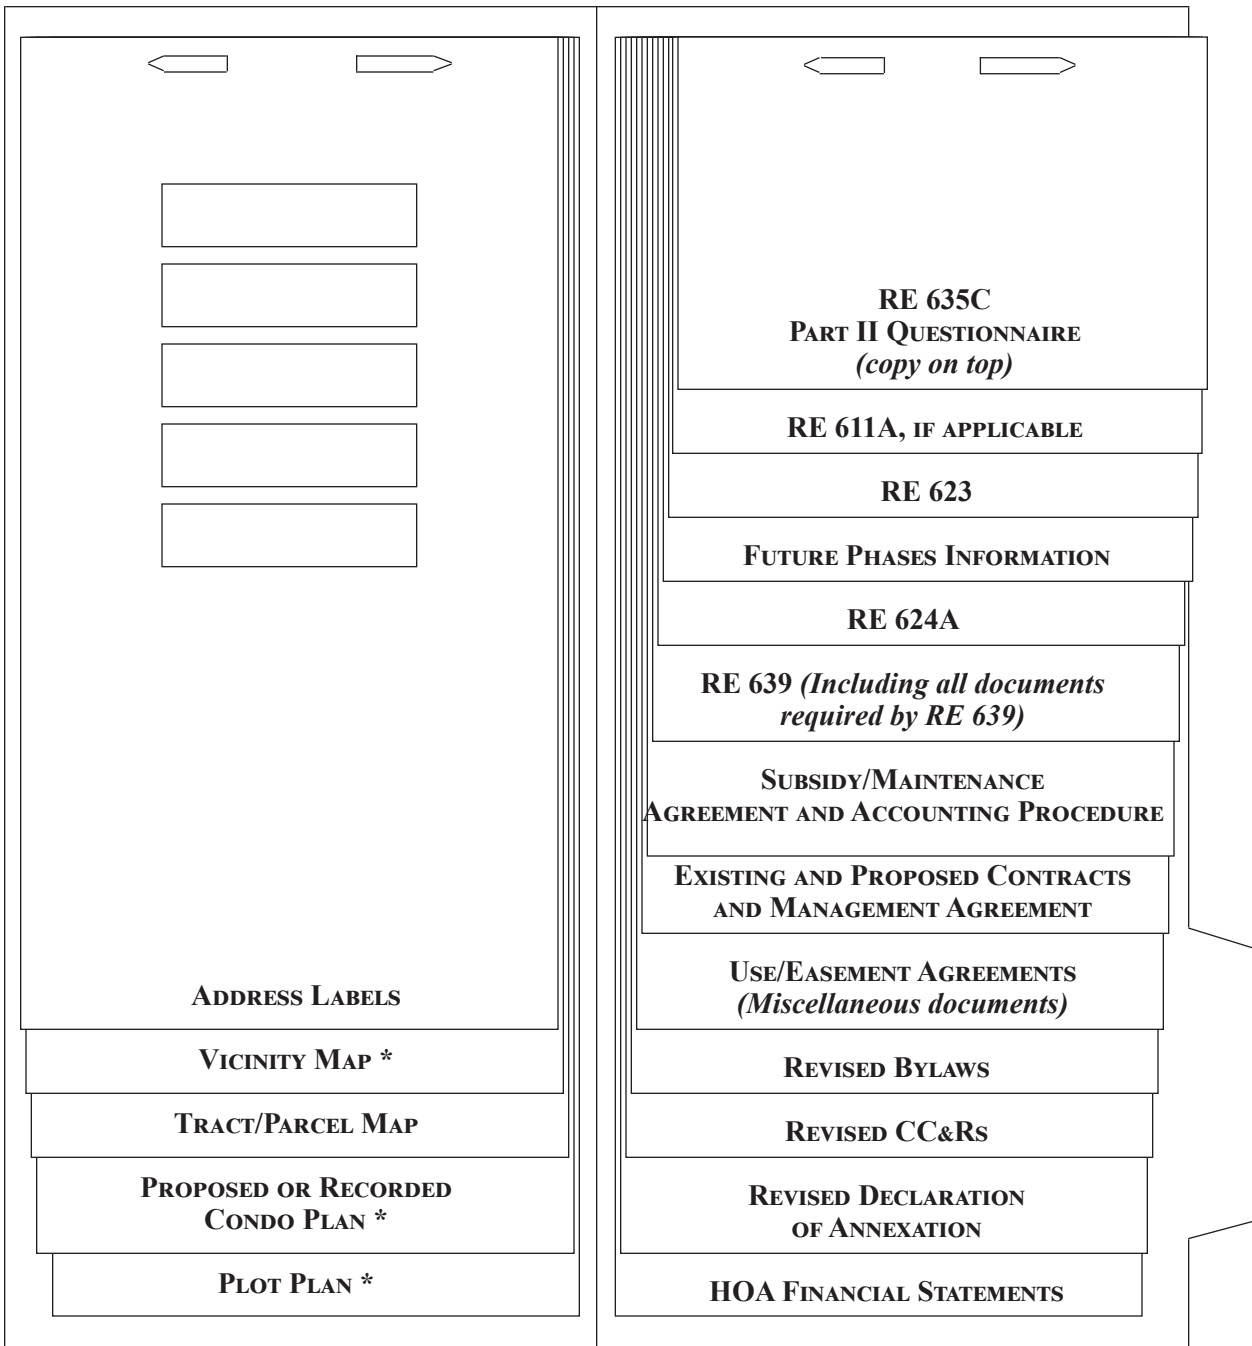 Address Labels
Vicinity Map *
Tract/Parcel Map
Proposed or Recorded
Condo Plan *
Plot Plan *
RE 635C
Part II Questionnaire
(copy on top)
RE 611A, if applicable
RE 623
Future Phases Information
RE 624A
RE 639 (Including all documents
required by RE 639)
Subsidy/Maintenance
Agreement and Accounting Procedure
Existing and Proposed Contracts
and Management Agreement
Use/Easement Agreements
(Miscellaneous documents)
Revised Bylaws
Revised CC&Rs
Revised Declaration
of Annexation
HOA Financial Statements